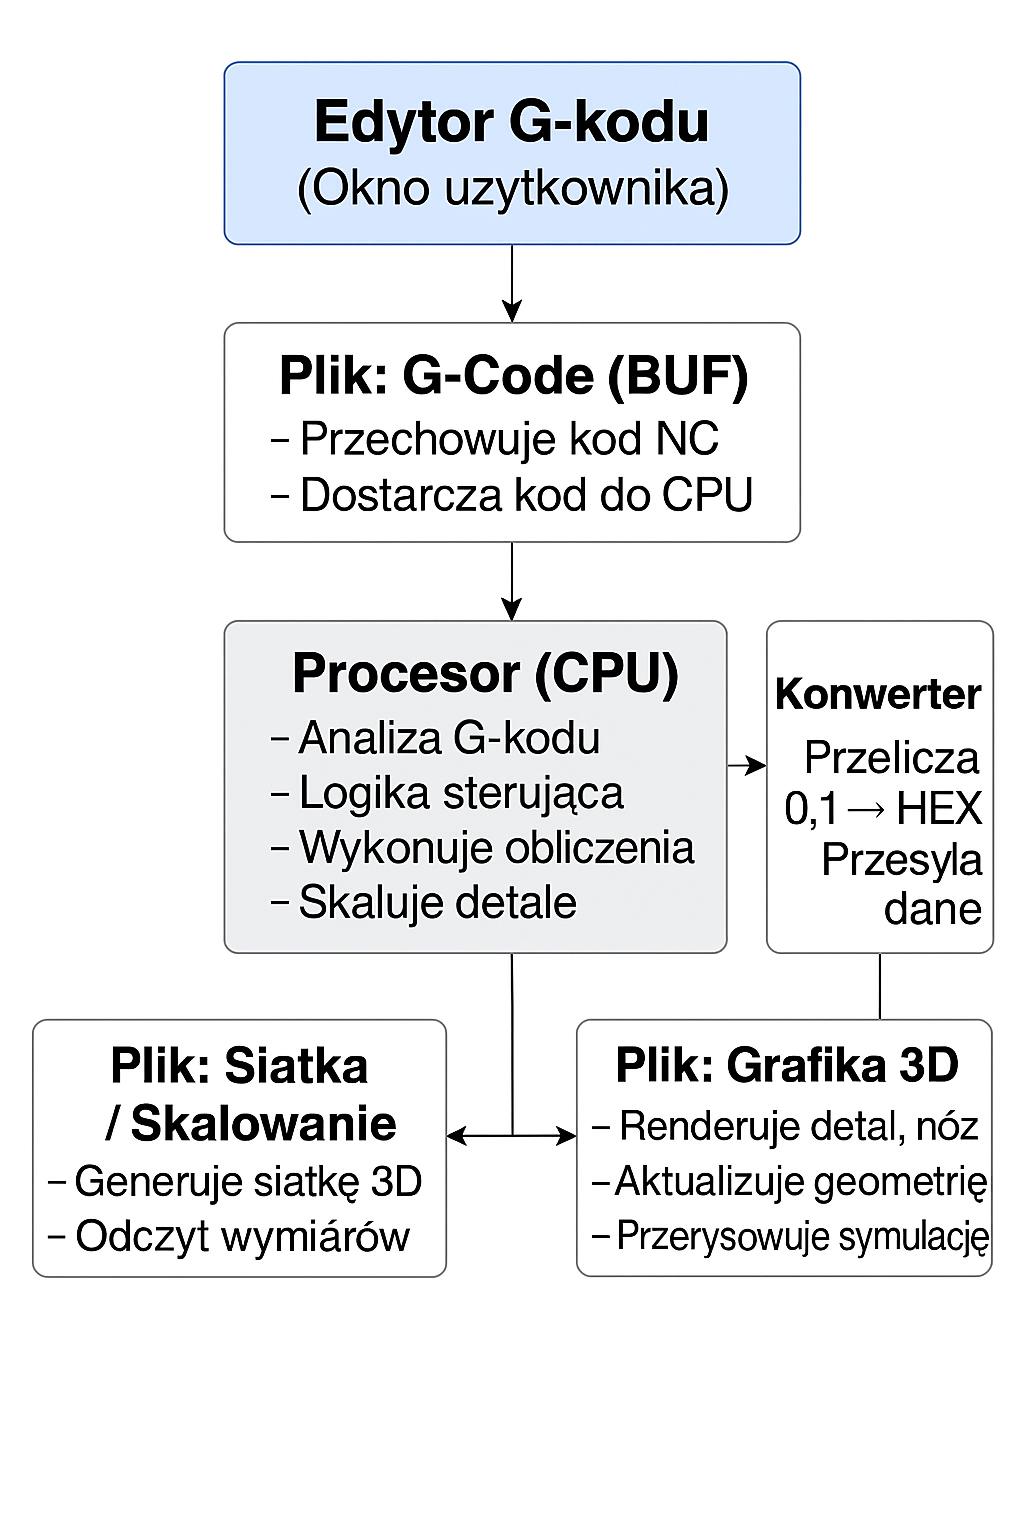 Edytor G-kodu
(Okno uzytkownika)
Plik: G-Code (BUF)
– Przechowuje kod NC
– Dostarcza kod do CPU
Procesor (CPU)
– Analiza G-kodu
– Logika sterująca
– Wykonuje obliczenia
– Skaluje detale
Konwerter
Przelicza
0,1 → HEX
Przesyla
dane
Plik: Siatka
/ Skalowanie
– Generuje siatkę 3D
– Odczyt wymiárów
Plik: Grafika 3D
– Renderuje detal, nóz
– Aktualizuje geometrię
– Przerysowuje symulację